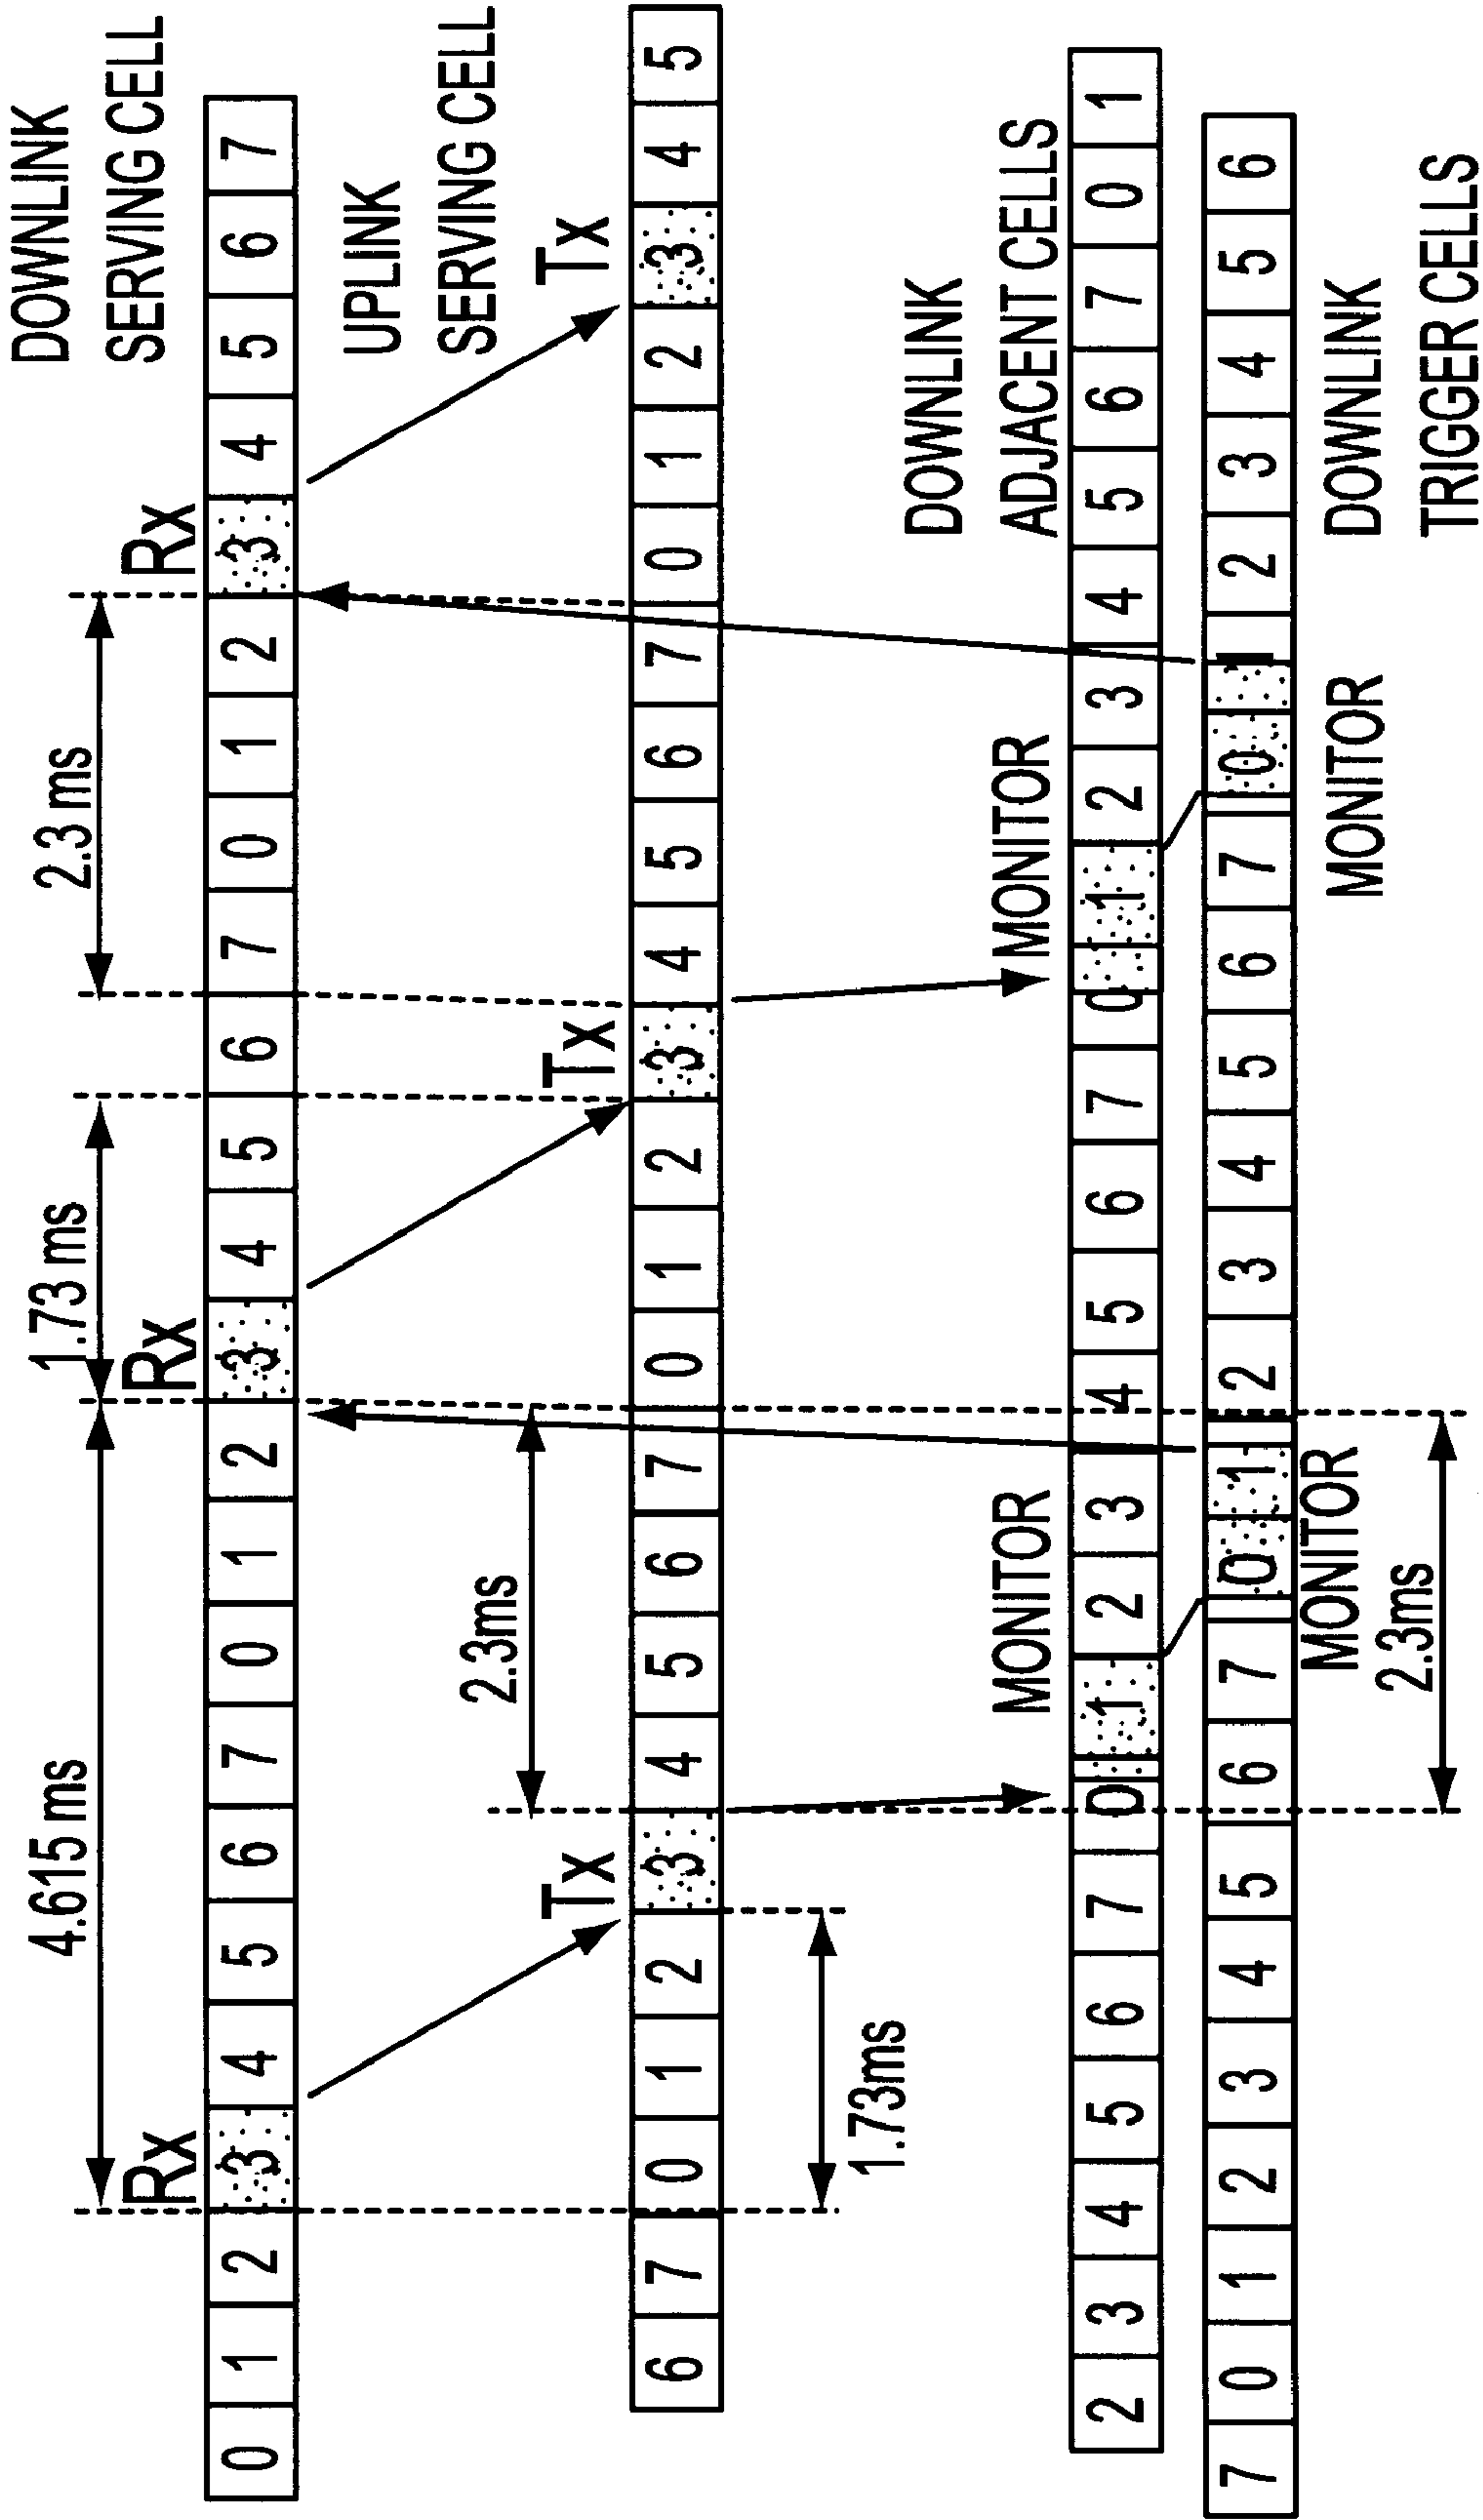 DOWNLINK
SERVING CELL
4.615 ms 1.73 ms 2.3 ms
Rx Rx Rx
0 1 2 3 4 5 6 7 0 1 2 3 4 5 6 7 0 1 2 3 4 5 6 7
UPLINK
SERVING CELL
2.3ms
Tx Tx Tx
6 7 0 1 2 3 4 5 6 7 0 1 2 3 4 5 6 7 0 1 2 3 4 5
1.73ms
DOWNLINK
ADJACENT CELLS
MONITOR MONITOR
2 3 4 5 6 7 0 1 2 3 4 5 6 7 0 1 2 3 4 5 6 7 0 1
7 0 1 2 3 4 5 6 7 0 1 2 3 4 5 6 7 0 1 2 3 4 5 6
MONITOR MONITOR
2.3ms
DOWNLINK
TRIGGER CELLS